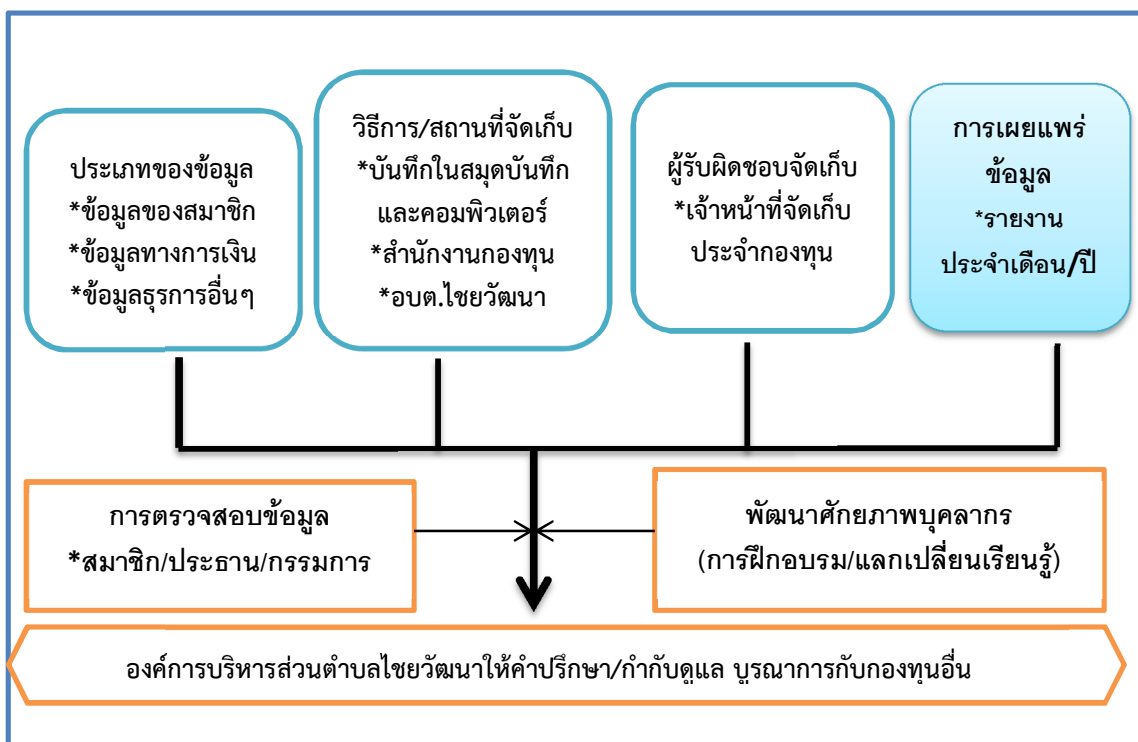 ประเภทของข้อมูล
*ข้อมูลของสมาชิก
*ข้อมูลทางการเงิน
*ข้อมูลธุรการอื่นๆ
วิธีการ/สถานที่จัดเก็บ
*บันทึกในสมุดบันทึก
และคอมพิวเตอร์
*สำนักงานกองทุน
*อบต.ไชยวัฒนา
ผู้รับผิดชอบจัดเก็บ
*เจ้าหน้าที่จัดเก็บ
ประจำกองทุน
การเผยแพร่
ข้อมูล
*รายงาน
ประจำเดือน/ปี
การตรวจสอบข้อมูล
*สมาชิก/ประธาน/กรรมการ
พัฒนาศักยภาพบุคลากร
(การฝึกอบรม/แลกเปลี่ยนเรียนรู้)
องค์การบริหารส่วนตำบลไชยวัฒนาให้คำปรึกษา/กำกับดูแล บูรณาการกับกองทุนอื่น